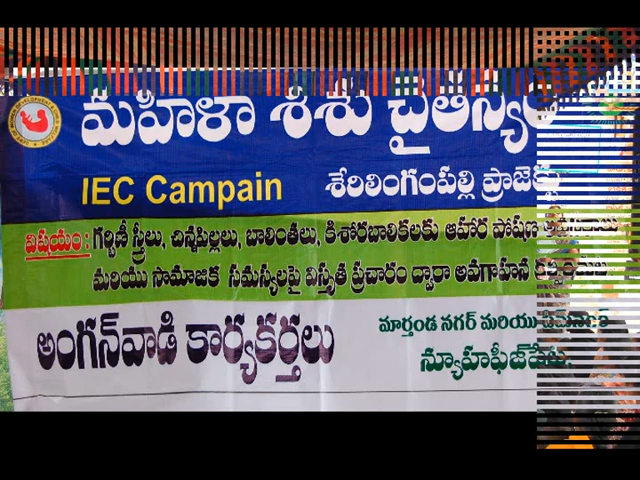 మహిళా శిశు చైతన్యం
IEC Campain శేరిలింగంపల్లి ప్రాజెక్టు
విషయం: గర్భిణీ స్త్రీలు, చిన్నపిల్లలు, బాలింతలు, కిశోరబాలికలకు ఆహార పోషణ
మరియు సామాజిక సమస్యలపై విస్తృత ప్రచారం ద్వారా అవగాహన
అంగన్‌వాడి కార్యకర్తలు
మార్తండ నగర్ మరియు
న్యూహఫీజ్‌పేట.